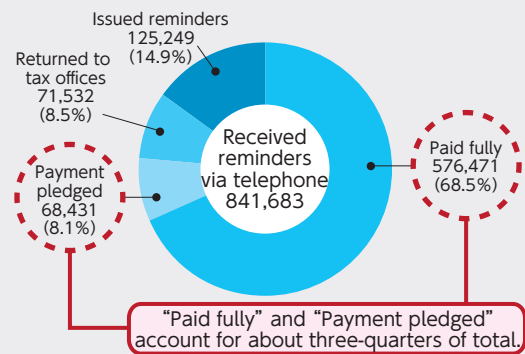 Issued reminders
125,249
(14.9%)
Returned to
tax offices
71,532
(8.5%)
Payment
pledged
68,431
(8.1%)
Received
reminders
via telephone
841,683
Paid fully
576,471
(68.5%)
“Paid fully” and “Payment pledged”
account for about three-quarters of total.